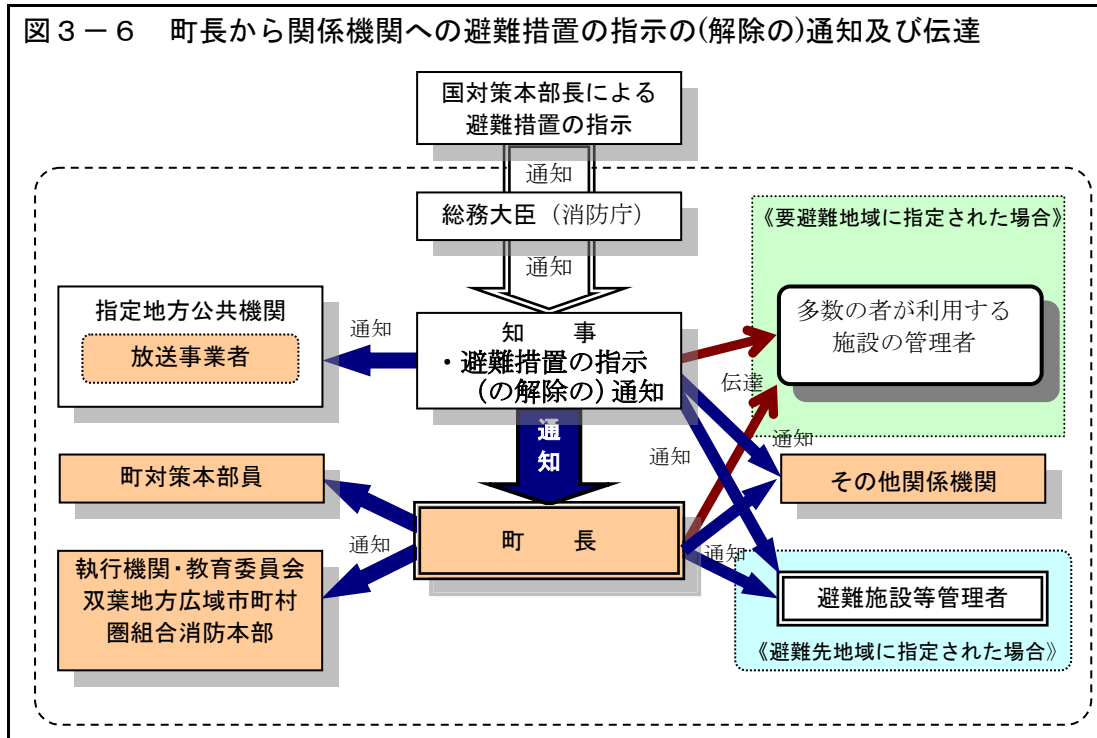 図3-6 町長から関係機関への避難措置の指示の(解除の)通知及び伝達
国対策本部長による
避難措置の指示
通知
総務大臣(消防庁)
通知
《要避難地域に指定された場合》
多数の者が利用する
施設の管理者
指定地方公共機関
放送事業者
通知
知 事
・避難措置の指示
(の解除の)通知
伝達
通知
通知
通
知
町対策本部員
その他関係機関
通知
町 長
通知
執行機関・教育委員会
双葉地方広域市町村
圏組合消防本部
避難施設等管理者
《避難先地域に指定された場合》